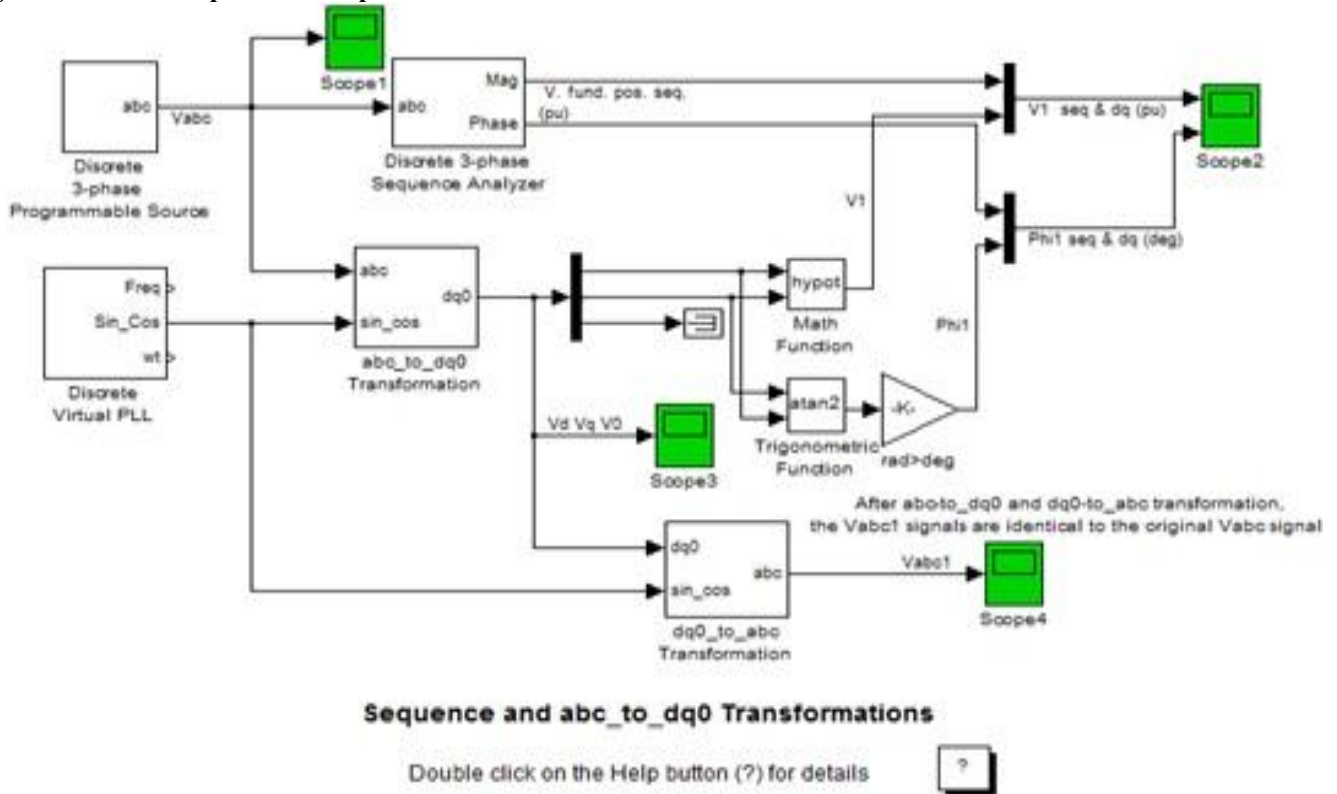 Scope1
abc
Vabc
Discrete
3-phase
Programmable Source
abc
Mag
Phase
V. fund. pos. seq.
(pu)
Discrete 3-phase
Sequence Analyzer
V1 seq & dq (pu)
Scope2
V1
Phi1 seq & dq (deg)
Freq
Sin_Cos
wt
Discrete
Virtual PLL
abc
sin_cos
dq0
abc_to_dq0
Transformation
hypot
Math
Function
Phi1
atan2
Trigonometric
Function
-K-
rad>deg
Vd Vq V0
Scope3
After abc-to_dq0 and dq0-to_abc transformation,
the Vabc1 signals are identical to the original Vabc signal
dq0
sin_cos
abc
dq0_to_abc
Transformation
Vabc1
Scope4
Sequence and abc_to_dq0 Transformations
Double click on the Help button (?) for details
?